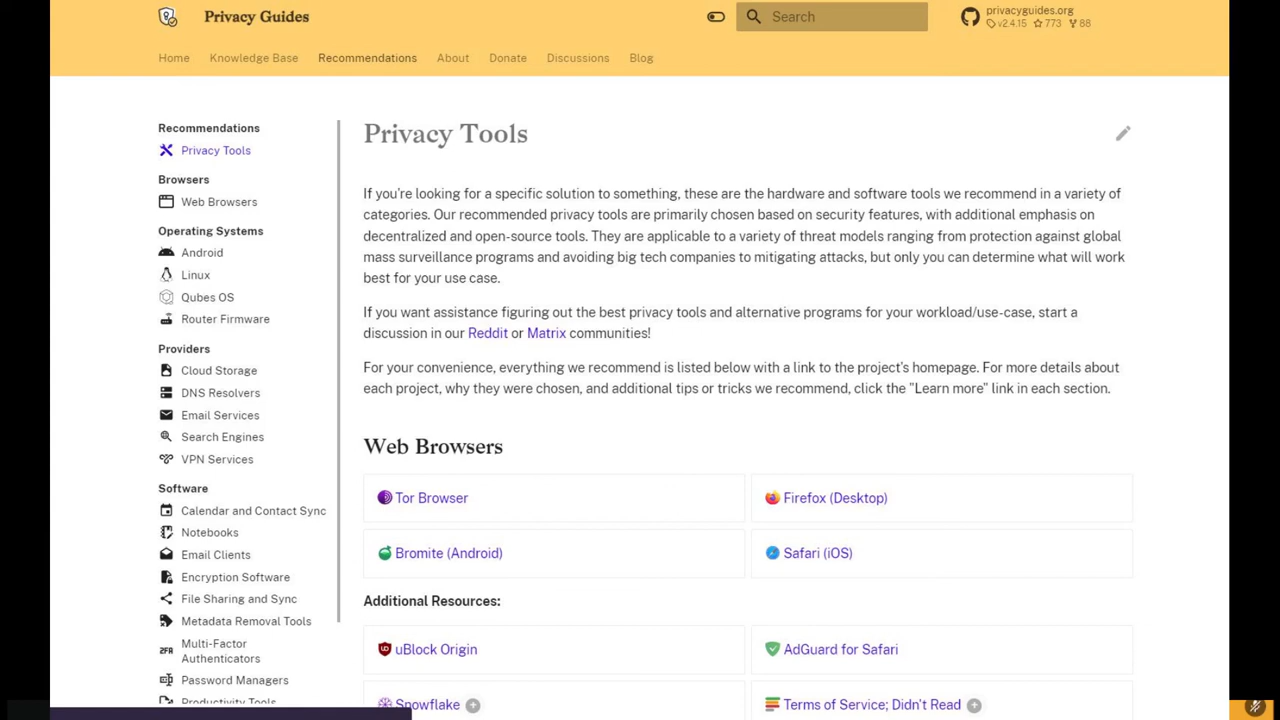 Privacy Guides
Search
privacyguides.org
v2.4.15 773 88
Home Knowledge Base Recommendations About Donate Discussions Blog
Recommendations
Privacy Tools
Browsers
Web Browsers
Operating Systems
Android
Linux
Qubes OS
Router Firmware
Providers
Cloud Storage
DNS Resolvers
Email Services
Search Engines
VPN Services
Software
Calendar and Contact Sync
Notebooks
Email Clients
Encryption Software
File Sharing and Sync
Metadata Removal Tools
2FA Multi-Factor
Authenticators
Password Managers
Productivity Tools
Privacy Tools
If you're looking for a specific solution to something, these are the hardware and software tools we recommend in a variety of
categories. Our recommended privacy tools are primarily chosen based on security features, with additional emphasis on
decentralized and open-source tools. They are applicable to a variety of threat models ranging from protection against global
mass surveillance programs and avoiding big tech companies to mitigating attacks, but only you can determine what will work
best for your use case.
If you want assistance figuring out the best privacy tools and alternative programs for your workload/use-case, start a
discussion in our Reddit or Matrix communities!
For your convenience, everything we recommend is listed below with a link to the project's homepage. For more details about
each project, why they were chosen, and additional tips or tricks we recommend, click the "Learn more" link in each section.
Web Browsers
Tor Browser
Firefox (Desktop)
Bromite (Android)
Safari (iOS)
Additional Resources:
uBlock Origin
AdGuard for Safari
Snowflake
Terms of Service; Didn't Read